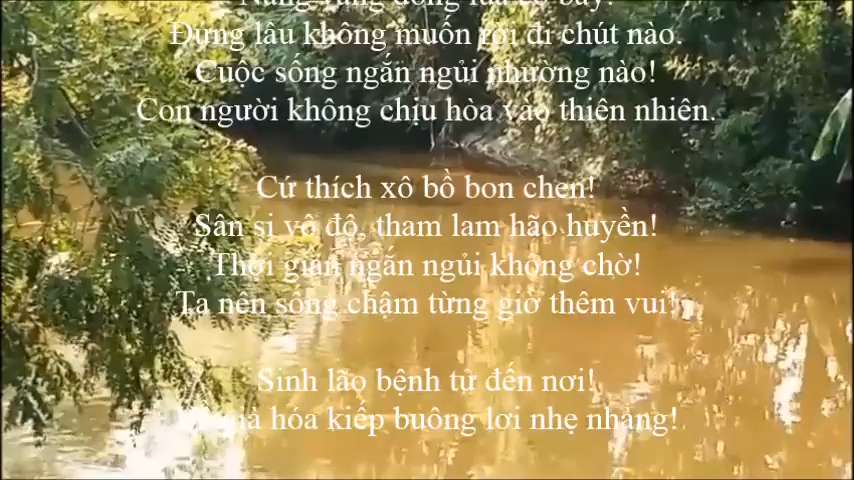 Đừng lâu không muốn rời đi chút nào.
Cuộc sống ngắn ngủi nhường nào!
Con người không chịu hòa vào thiên nhiên.
Cứ thích xô bồ bon chen!
Sân si vô độ, tham lam hão huyền!
Thời gian ngắn ngủi không chờ!
Ta nên sống chậm từng giờ thêm vui!
Sinh lão bệnh tử đến nơi!
hóa kiếp buông lơi nhẹ nhàng!